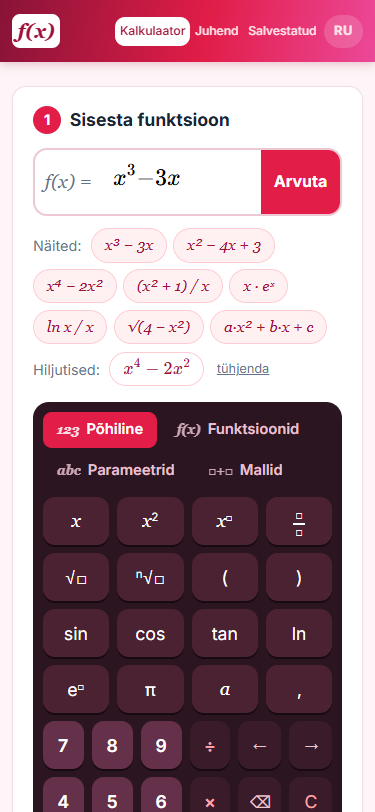 f(x) Kalkulaator Juhend Salvestatud RU
1 Sisesta funktsioon
f(x) = x³−3x Arvuta
Näited: x³ − 3x x² − 4x + 3
x⁴ − 2x² (x² + 1) / x x · eˣ
ln x / x √(4 − x²) a·x² + b·x + c
Hiljutised: x⁴ − 2x² tühjenda
123 Põhiline f(x) Funktsioonid
abc Parameetrid ▫+▫ Mallid
x x² x▫ ▫/▫
√▫ ⁿ√▫ ( )
sin cos tan ln
e▫ π a ,
7 8 9 ÷ ← →
4 5 6 × ⌫ C